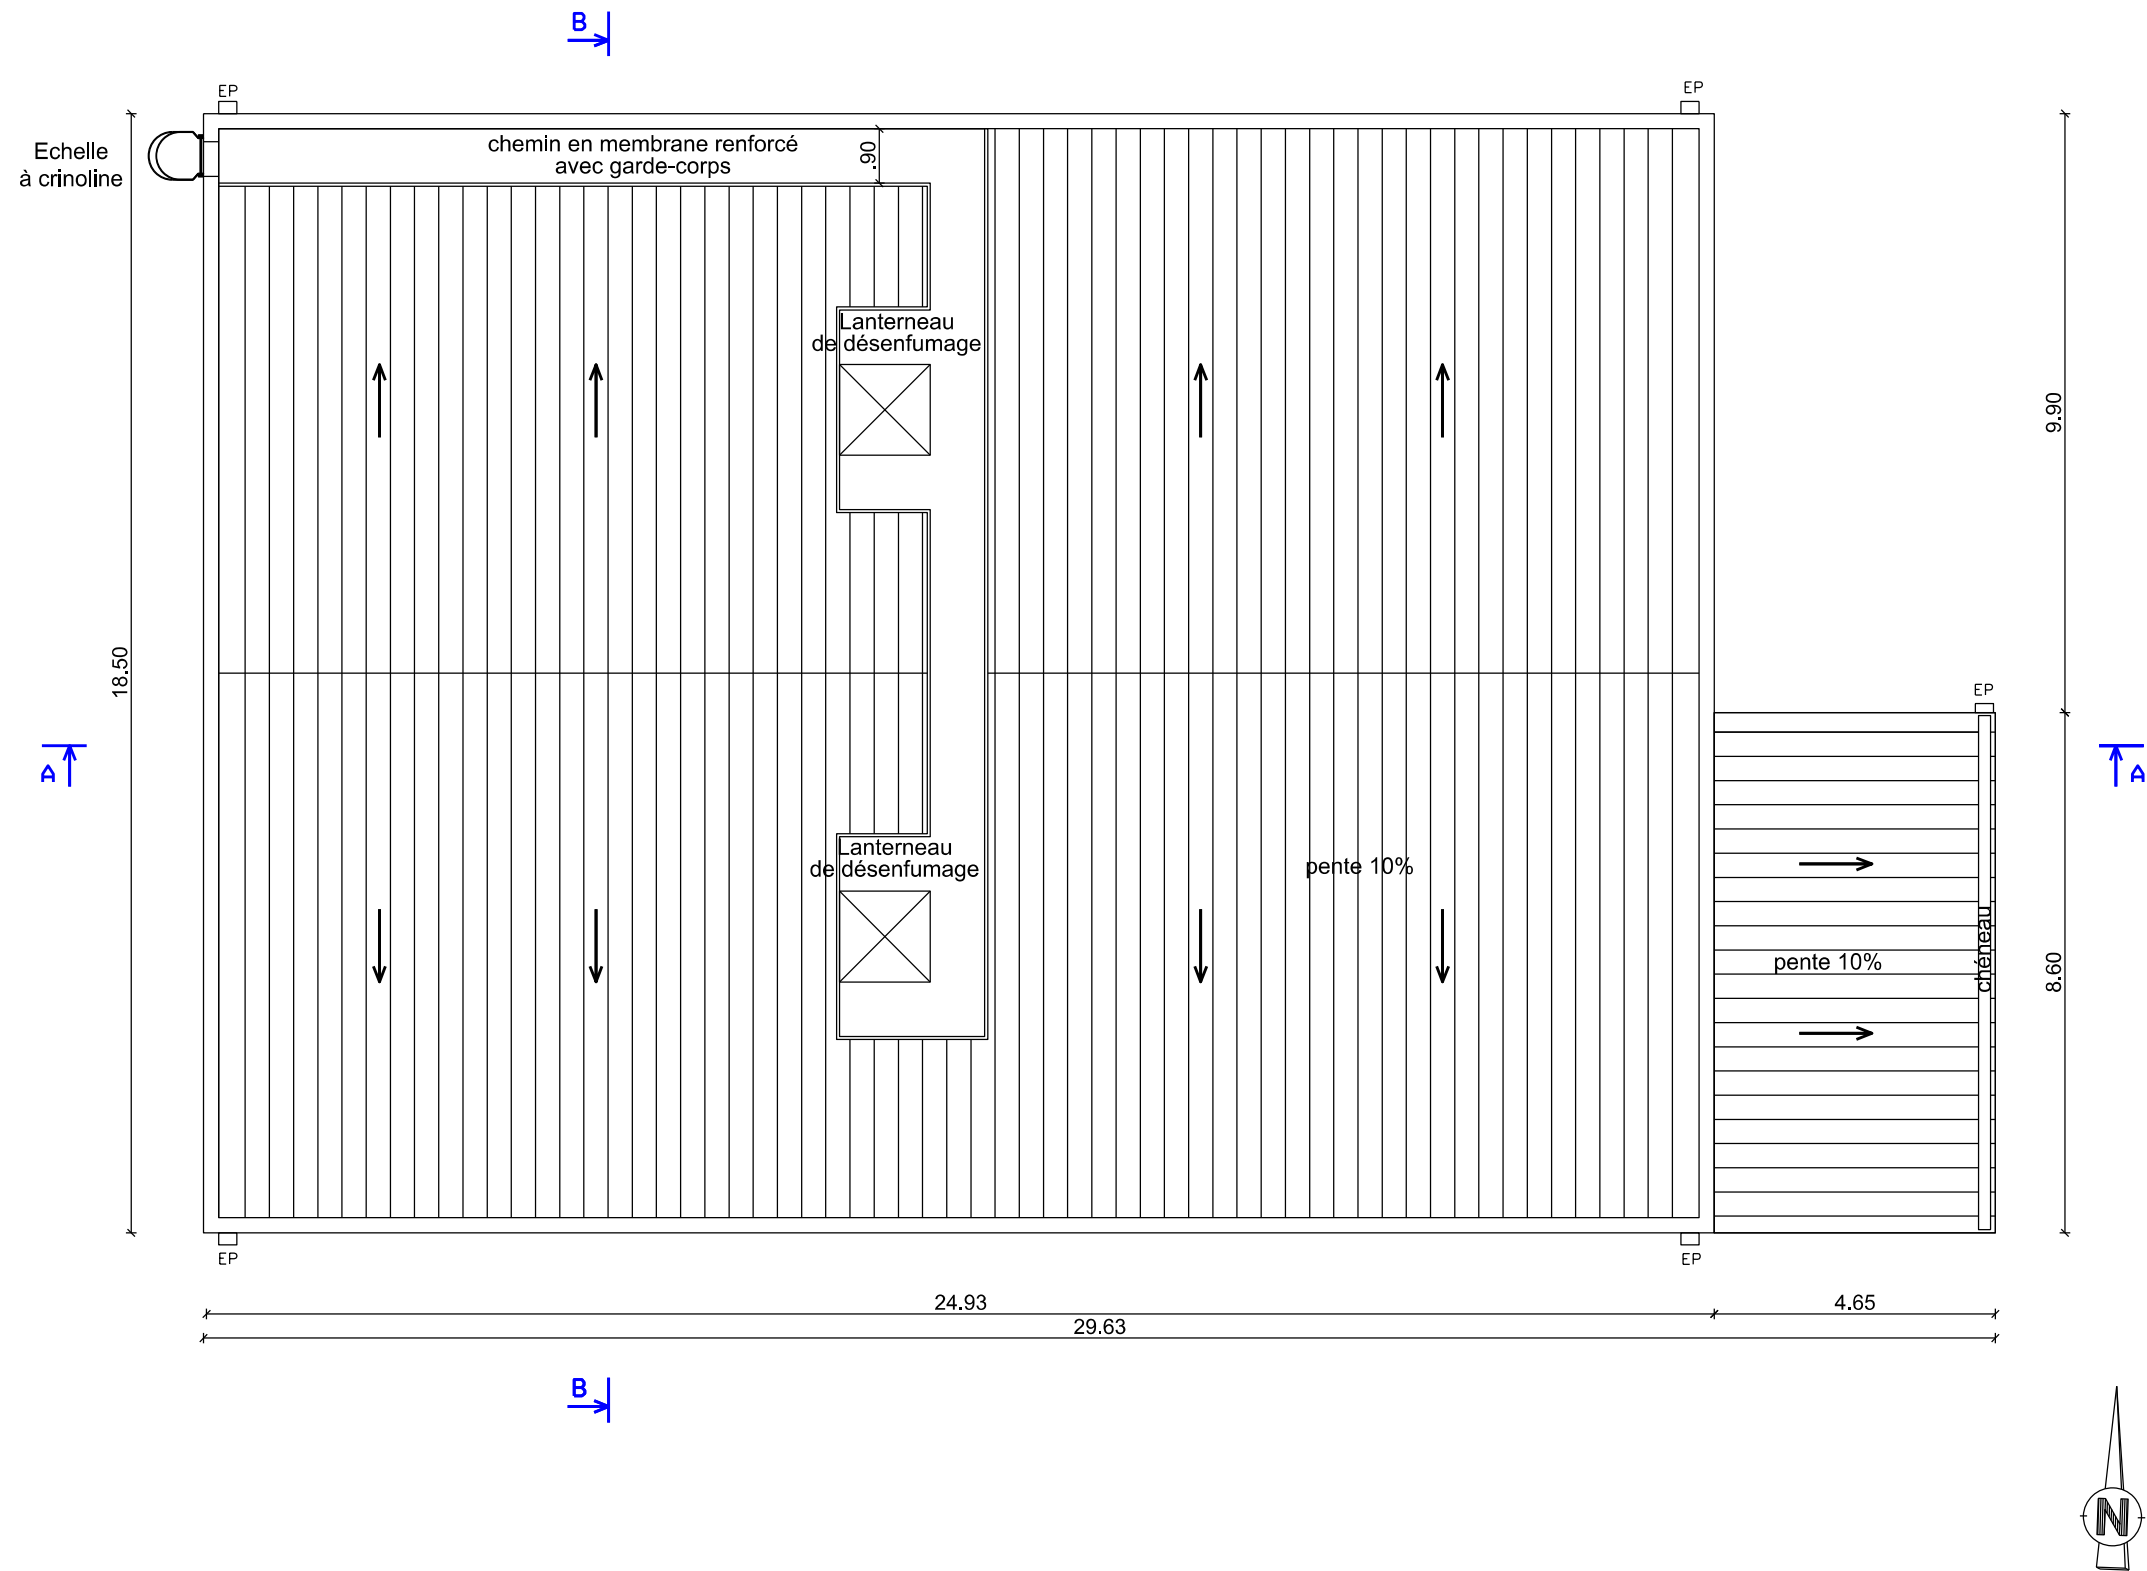 B
EP
EP
Echelle
à crinoline
chemin en membrane renforcé
avec garde-corps
.90
Lanterneau
de désenfumage
9.90
18.50
EP
A
A
Lanterneau
de désenfumage
pente 10%
chéneau
pente 10%
8.60
EP
EP
24.93
4.65
29.63
B
N